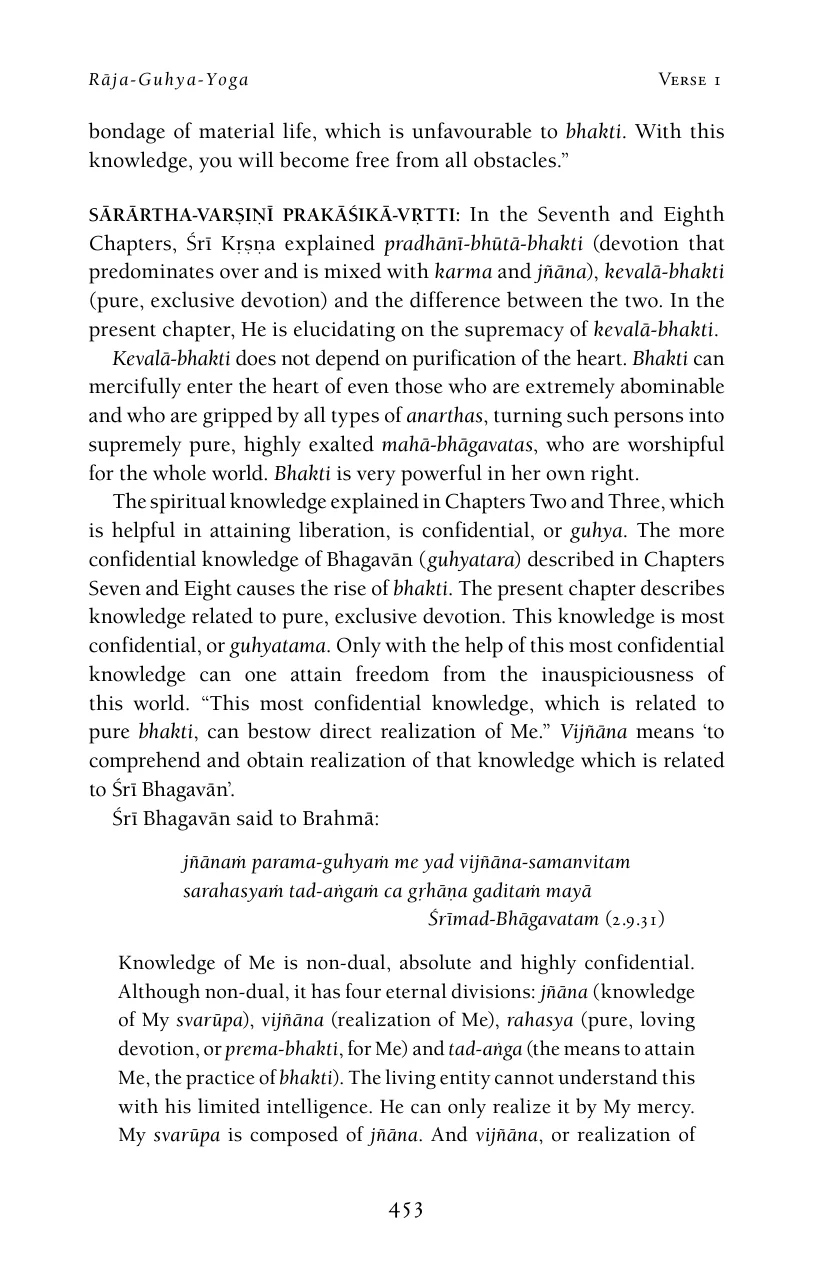 Rāja-Guhya-Yoga Verse 1
bondage of material life, which is unfavourable to bhakti. With this
knowledge, you will become free from all obstacles.”
SĀRĀRTHA-VARṢIṆĪ PRAKĀŚIKĀ-VṚTTI: In the Seventh and Eighth
Chapters, Śrī Kṛṣṇa explained pradhānī-bhūtā-bhakti (devotion that
predominates over and is mixed with karma and jñāna), kevalā-bhakti
(pure, exclusive devotion) and the difference between the two. In the
present chapter, He is elucidating on the supremacy of kevalā-bhakti.
Kevalā-bhakti does not depend on purification of the heart. Bhakti can
mercifully enter the heart of even those who are extremely abominable
and who are gripped by all types of anarthas, turning such persons into
supremely pure, highly exalted mahā-bhāgavatas, who are worshipful
for the whole world. Bhakti is very powerful in her own right.
The spiritual knowledge explained in Chapters Two and Three, which
is helpful in attaining liberation, is confidential, or guhya. The more
confidential knowledge of Bhagavān (guhyatara) described in Chapters
Seven and Eight causes the rise of bhakti. The present chapter describes
knowledge related to pure, exclusive devotion. This knowledge is most
confidential, or guhyatama. Only with the help of this most confidential
knowledge can one attain freedom from the inauspiciousness of
this world. “This most confidential knowledge, which is related to
pure bhakti, can bestow direct realization of Me.” Vijñāna means ‘to
comprehend and obtain realization of that knowledge which is related
to Śrī Bhagavān’.
Śrī Bhagavān said to Brahmā:
jñānaṁ parama-guhyaṁ me yad vijñāna-samanvitam
sarahasyaṁ tad-aṅgaṁ ca gṛhāṇa gaditaṁ mayā
Śrīmad-Bhāgavatam (2.9.31)
Knowledge of Me is non-dual, absolute and highly confidential.
Although non-dual, it has four eternal divisions: jñāna (knowledge
of My svarūpa), vijñāna (realization of Me), rahasya (pure, loving
devotion, or prema-bhakti, for Me) and tad-aṅga (the means to attain
Me, the practice of bhakti). The living entity cannot understand this
with his limited intelligence. He can only realize it by My mercy.
My svarūpa is composed of jñāna. And vijñāna, or realization of
453